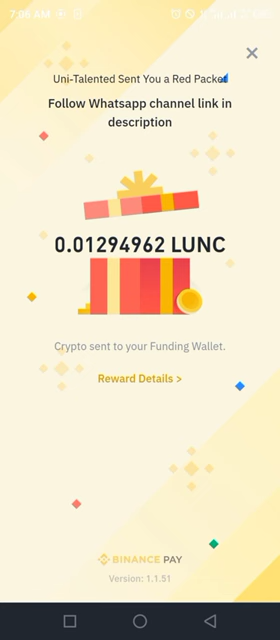 7:06 AM
Uni-Talented Sent You a Red Packet
Follow Whatsapp channel link in
description
0.01294962 LUNC
Crypto sent to your Funding Wallet.
Reward Details >
BINANCE PAY
Version: 1.1.51